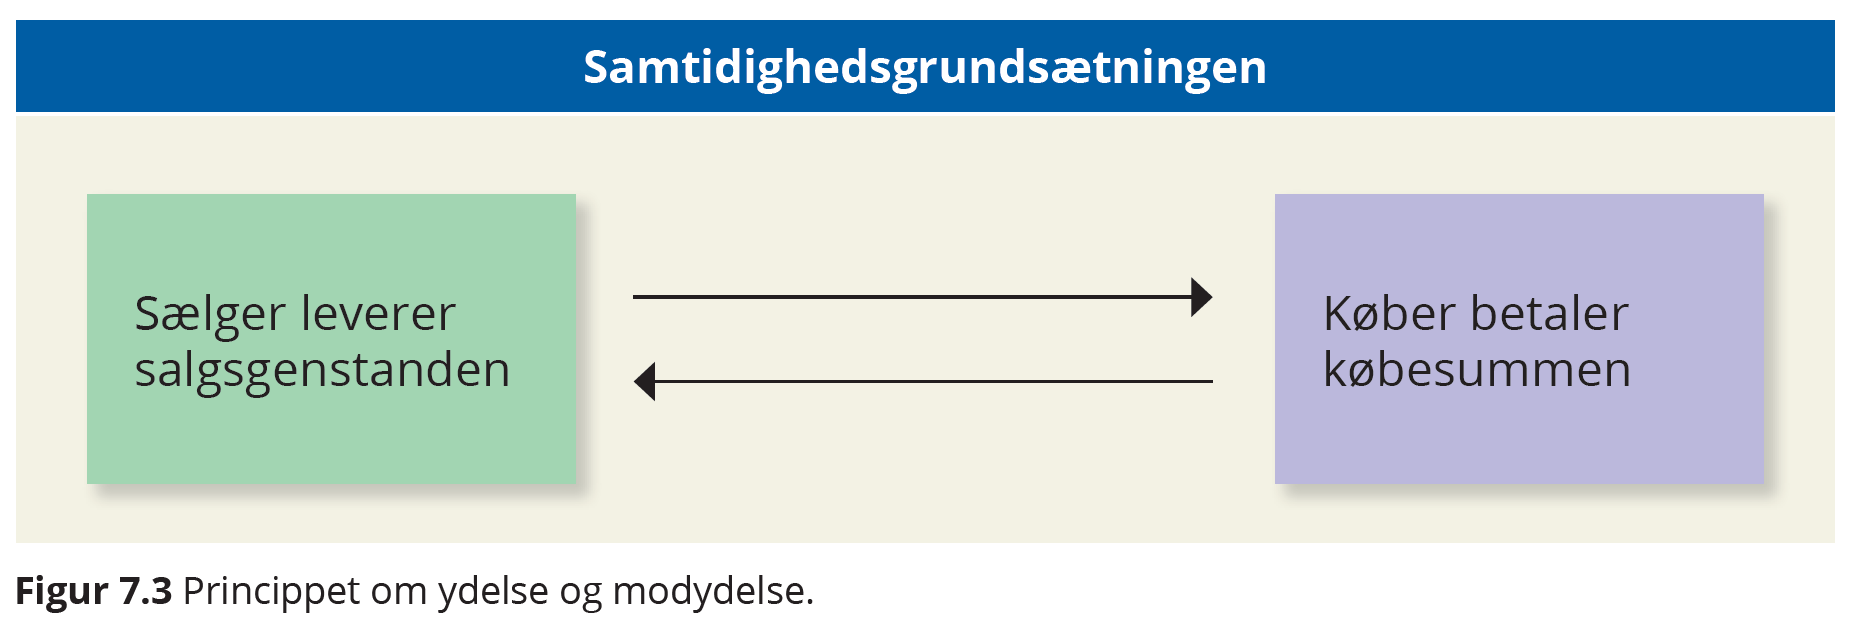 Samtidighedsgrundsætningen
Sælger leverer
salgsgenstanden
Køber betaler
købesummen
Figur 7.3 Princippet om ydelse og modydelse.